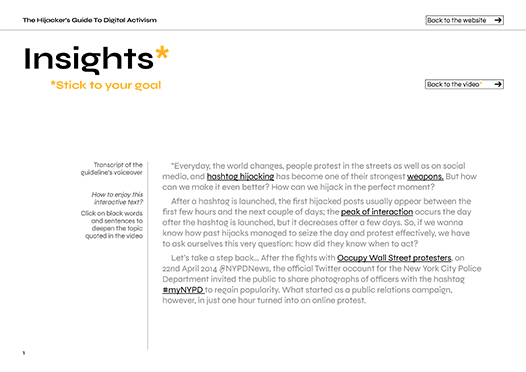 The Hijacker's Guide To Digital Activism
Back to the website →
Insights*
*Stick to your goal
Back to the video* →
Transcript of the
guideline's voiceover
How to enjoy this
interactive text?
Click on black words
and sentences to
deepen the topic
quoted in the video
“Everyday, the world changes, people protest in the streets as well as on social
media, and hashtag hijacking has become one of their strongest weapons. But how
can we make it even better? How can we hijack in the perfect moment?
After a hashtag is launched, the first hijacked posts usually appear between the
first few hours and the next couple of days; the peak of interaction occurs the day
after the hashtag is launched, but it decreases after a few days. So, if we wanna
know how past hijacks managed to seize the day and protest effectively, we have
to ask ourselves this very question: how did they know when to act?
Let's take a step back... After the fights with Occupy Wall Street protesters, on
22nd April 2014 @NYPDNews, the official Twitter account for the New York City Police
Department invited the public to share photographs of officers with the hashtag
#myNYPD to regain popularity. What started as a public relations campaign,
however, in just one hour turned into an online protest.
1